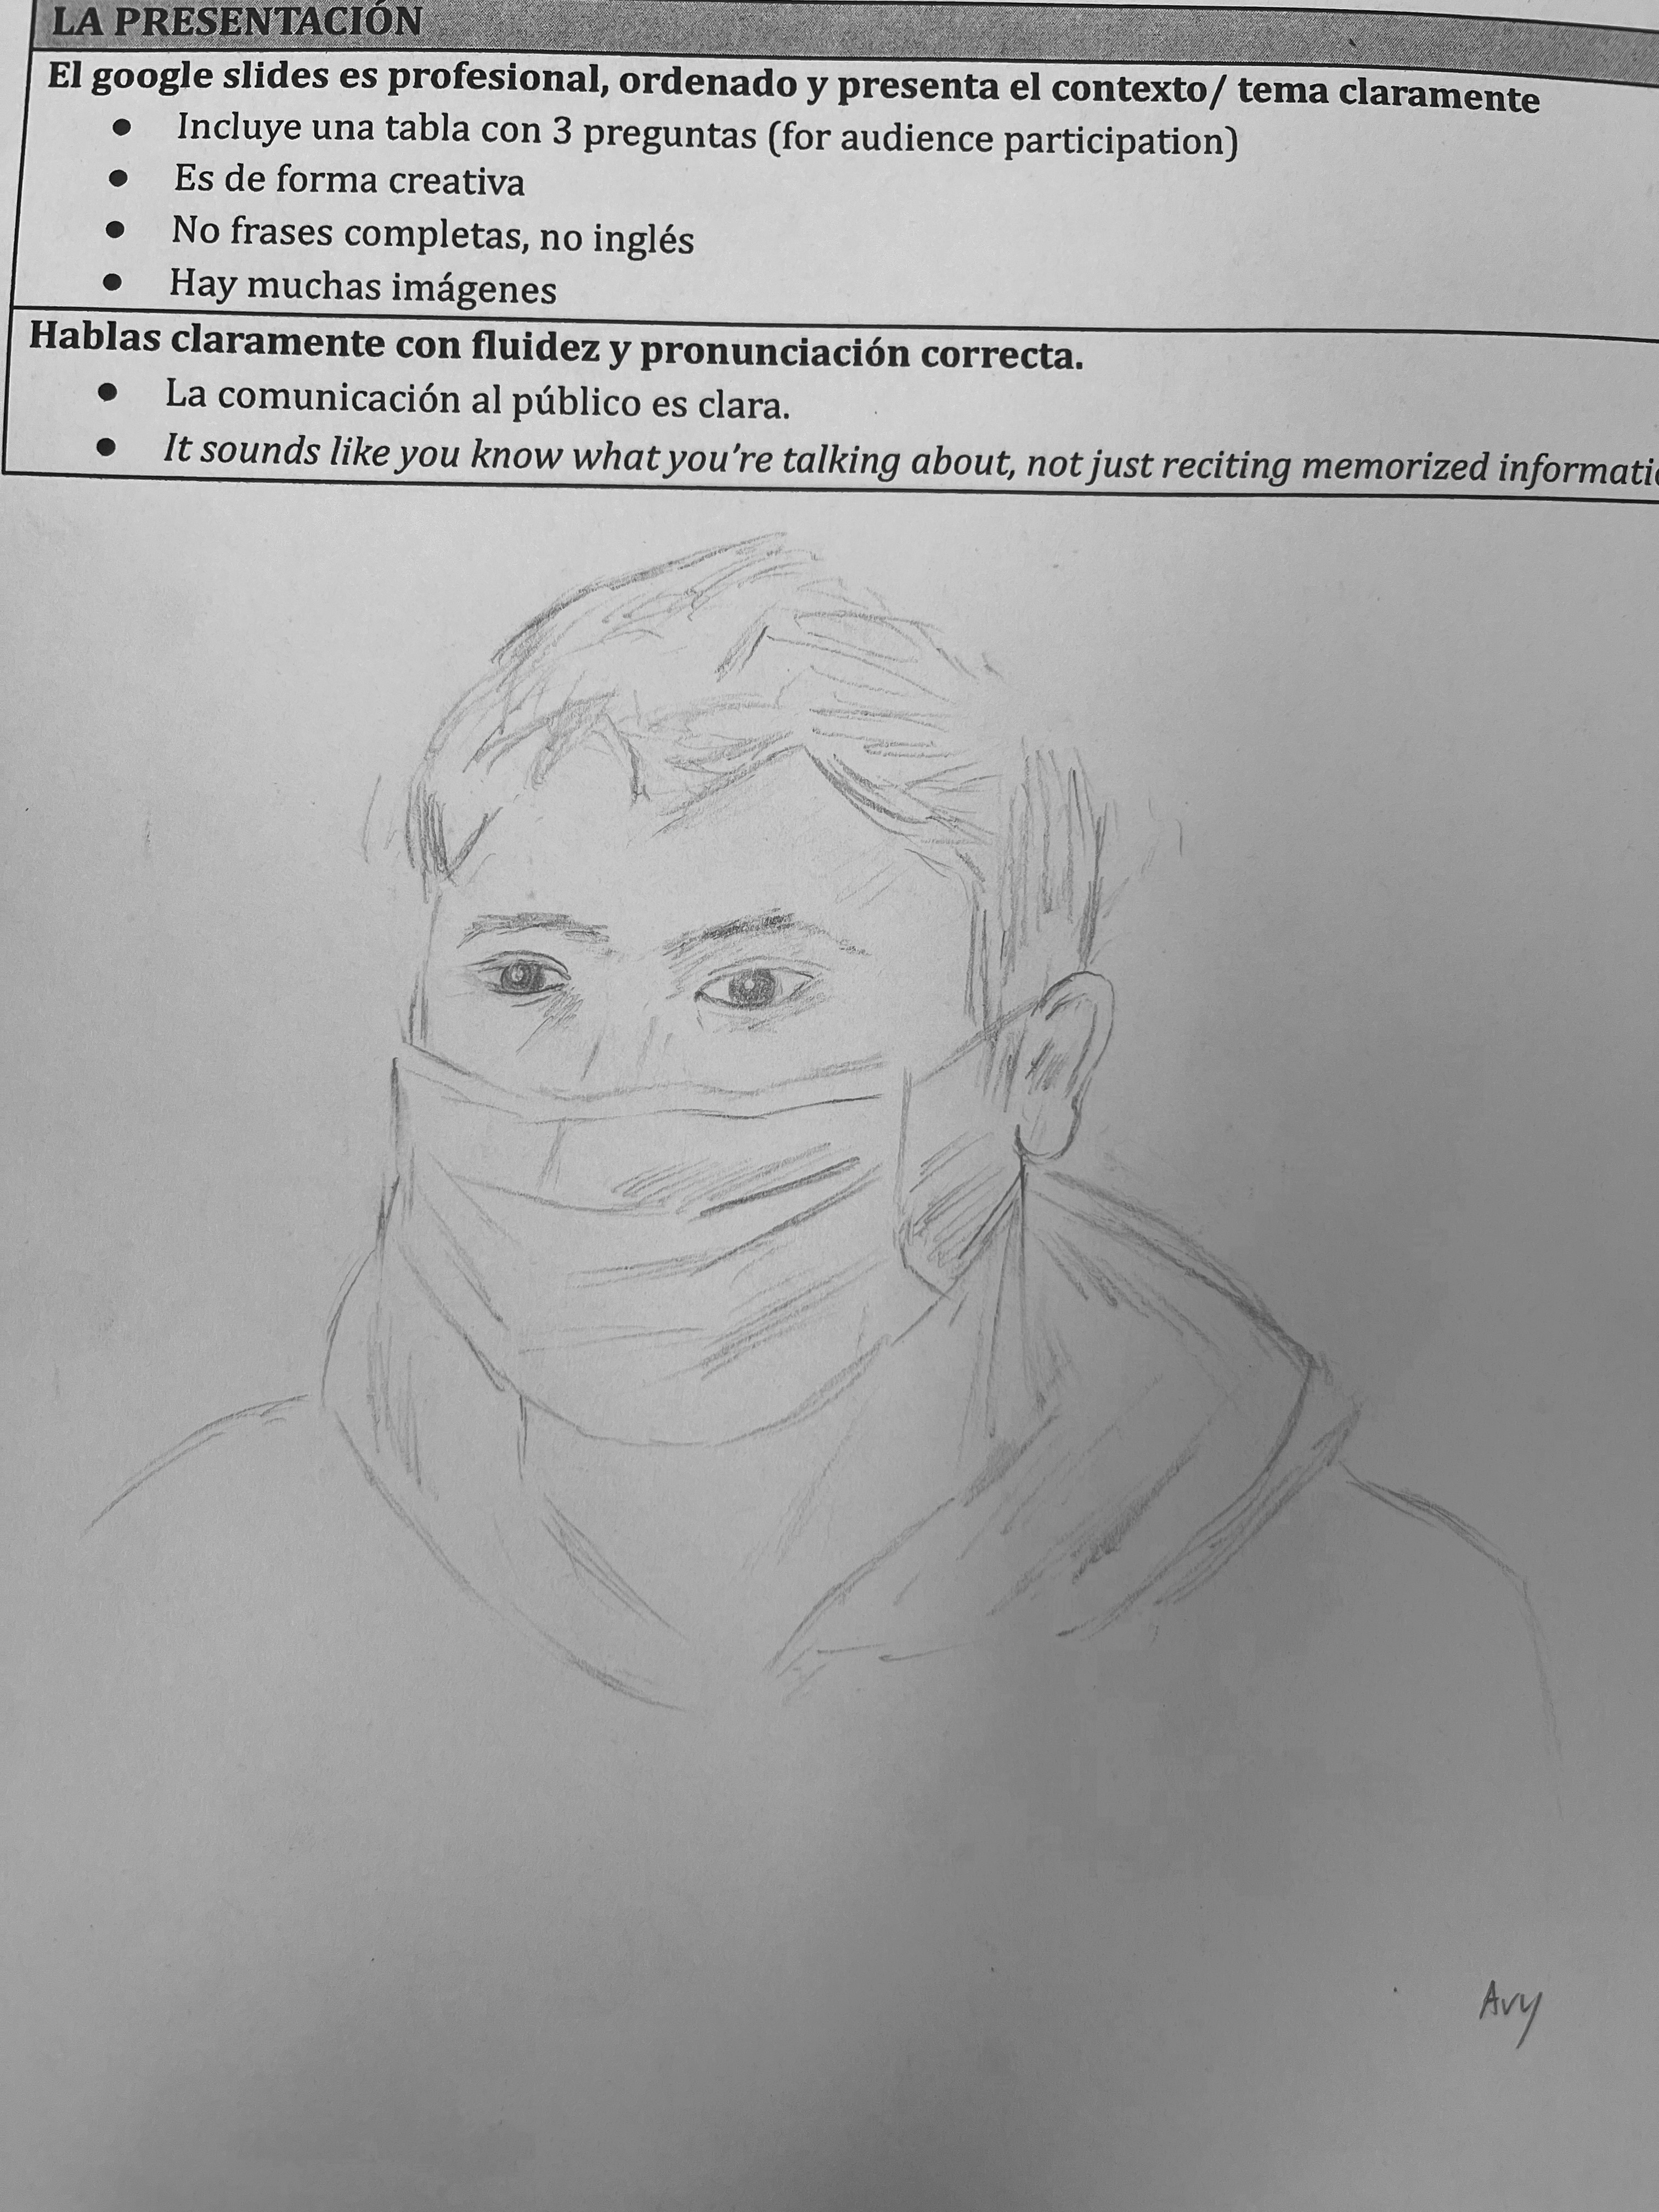 LA PRESENTACIÓN
El google slides es profesional, ordenado y presenta el contexto/ tema claramente
● Incluye una tabla con 3 preguntas (for audience participation)
● Es de forma creativa
● No frases completas, no inglés
● Hay muchas imágenes
Hablas claramente con fluidez y pronunciación correcta.
● La comunicación al público es clara.
● It sounds like you know what you're talking about, not just reciting memorized informatio
Avy